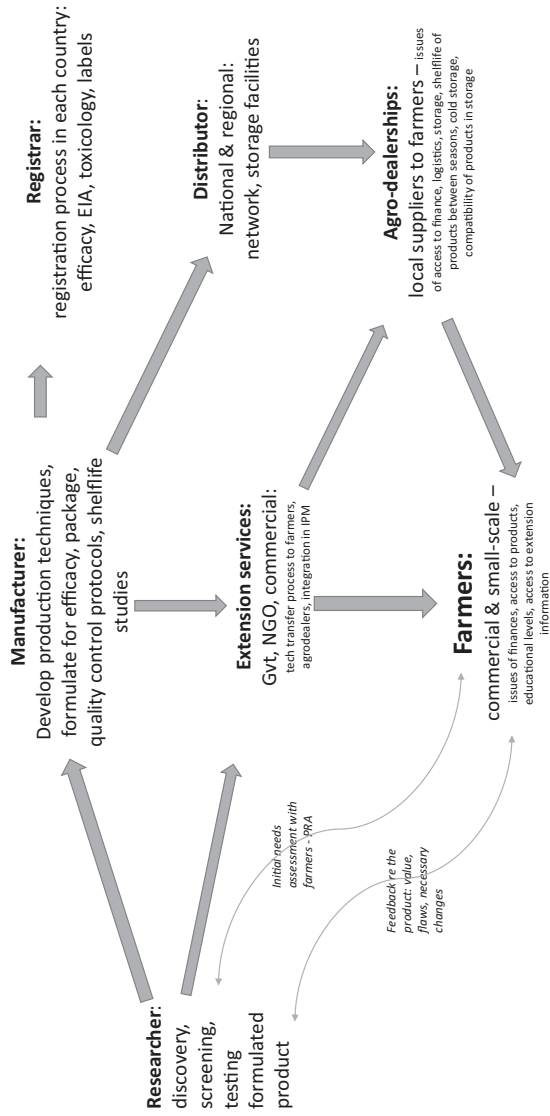 Researcher:
discovery,
screening,
testing
formulated
product
Manufacturer:
Develop production techniques,
formulate for efficacy, package,
quality control protocols, shelflife
studies
Registrar:
registration process in each country:
efficacy, EIA, toxicology, labels
Extension services:
Gvt, NGO, commercial:
tech transfer process to farmers,
agrodealers, integration in IPM
Distributor:
National & regional:
network, storage facilities
Initial needs
assessment with
farmers - PRA
Feedback re the
product: value,
flaws, necessary
changes
Farmers:
commercial & small-scale –
issues of finances, access to products,
educational levels, access to extension
information
Agro-dealerships:
local suppliers to farmers – issues
of access to finance, logistics, storage, shelflife of
products between seasons, cold storage,
compatibility of products in storage